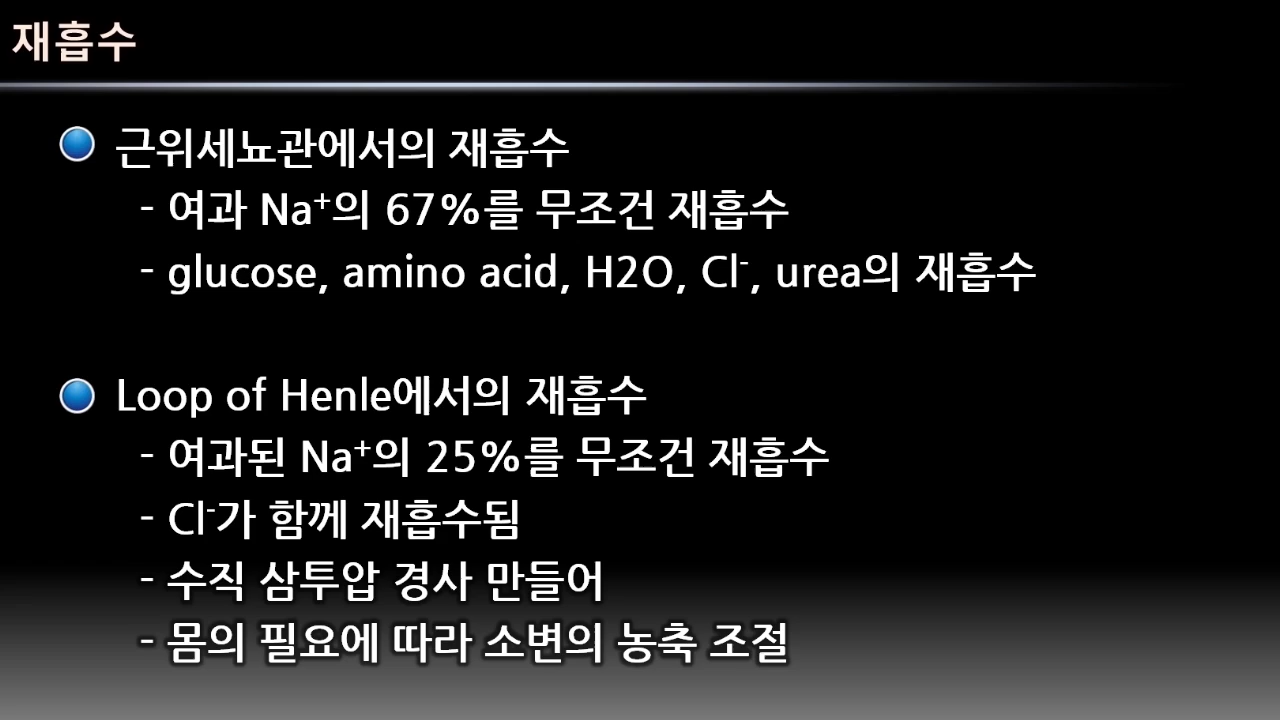 재흡수
근위세뇨관에서의 재흡수
- 여과 Na⁺의 67%를 무조건 재흡수
- glucose, amino acid, H2O, Cl⁻, urea의 재흡수
Loop of Henle에서의 재흡수
- 여과된 Na⁺의 25%를 무조건 재흡수
- Cl⁻가 함께 재흡수됨
- 수직 삼투압 경사 만들어
- 몸의 필요에 따라 소변의 농축 조절